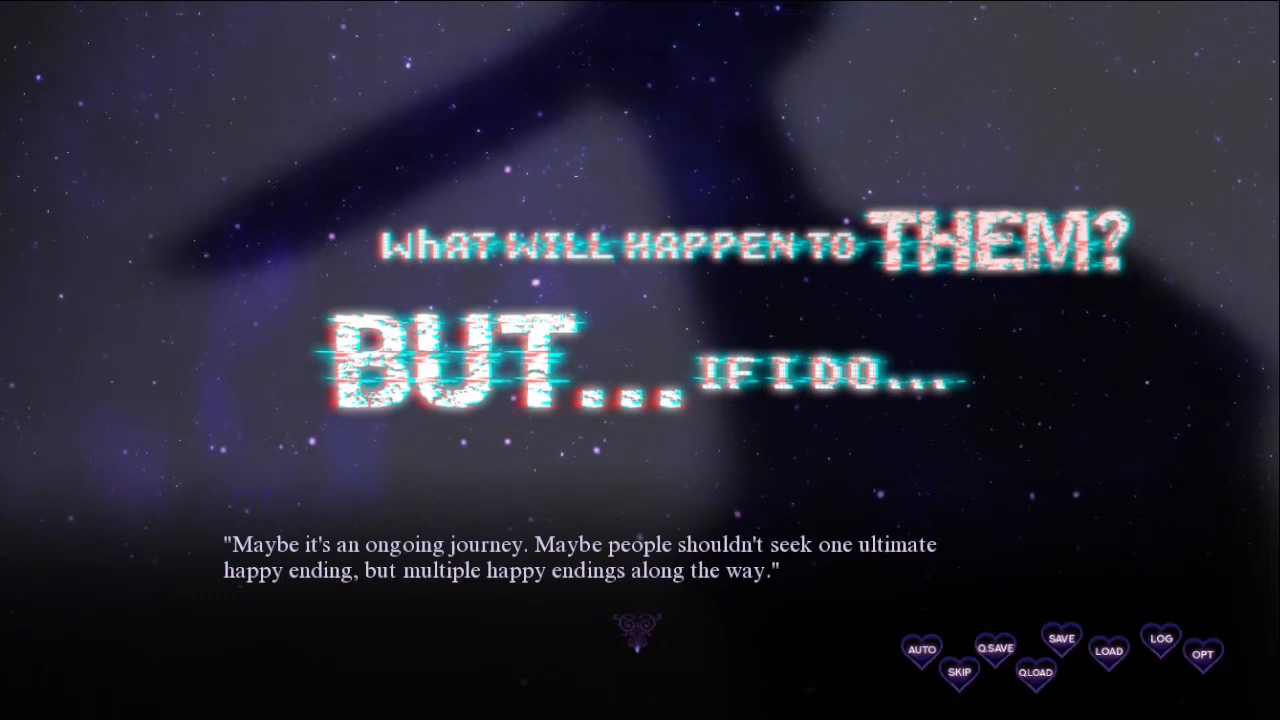 WhAT WILL HAPPEN TO THEM?
BUT... IF I DO...
???
"Maybe it's an ongoing journey. Maybe people shouldn't seek one ultimate
happy ending, but multiple happy endings along the way."
AUTO
SKIP
Q.SAVE
Q.LOAD
SAVE
LOAD
LOG
OPT